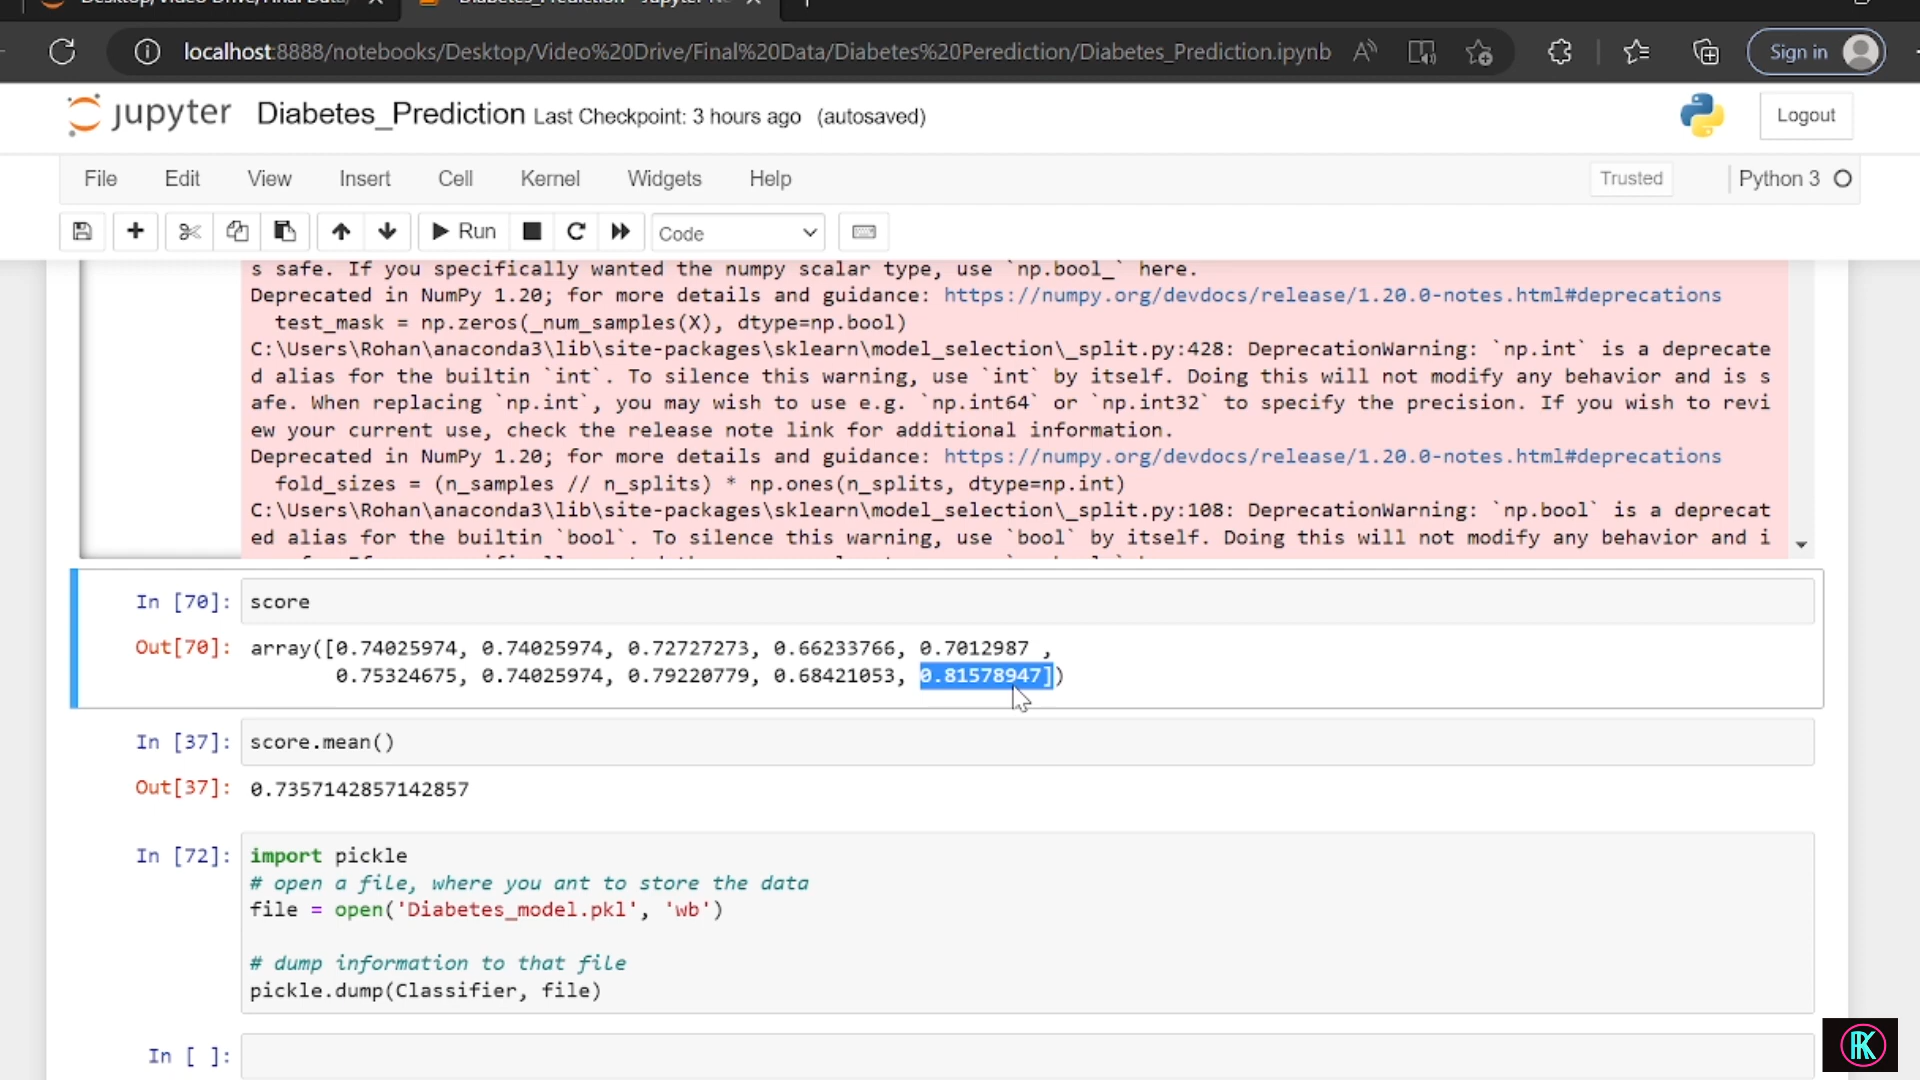 Diabetes_Prediction - Jupyter No
localhost:8888/notebooks/Desktop/Video%20Drive/Final%20Data/Diabetes%20Perediction/Diabetes_Prediction.ipynb
Sign in
jupyter Diabetes_Prediction Last Checkpoint: 3 hours ago (autosaved)
Logout
File Edit View Insert Cell Kernel Widgets Help
Trusted
Python 3
Run
Code
s safe. If you specifically wanted the numpy scalar type, use `np.bool_` here.
Deprecated in NumPy 1.20; for more details and guidance: https://numpy.org/devdocs/release/1.20.0-notes.html#deprecations
test_mask = np.zeros(_num_samples(X), dtype=np.bool)
C:\Users\Rohan\anaconda3\lib\site-packages\sklearn\model_selection\_split.py:428: DeprecationWarning: `np.int` is a deprecate
d alias for the builtin `int`. To silence this warning, use `int` by itself. Doing this will not modify any behavior and is s
afe. When replacing `np.int`, you may wish to use e.g. `np.int64` or `np.int32` to specify the precision. If you wish to revi
ew your current use, check the release note link for additional information.
Deprecated in NumPy 1.20; for more details and guidance: https://numpy.org/devdocs/release/1.20.0-notes.html#deprecations
fold_sizes = (n_samples // n_splits) * np.ones(n_splits, dtype=np.int)
C:\Users\Rohan\anaconda3\lib\site-packages\sklearn\model_selection\_split.py:108: DeprecationWarning: `np.bool` is a deprecat
ed alias for the builtin `bool`. To silence this warning, use `bool` by itself. Doing this will not modify any behavior and i
In [70]: score
Out[70]: array([0.74025974, 0.74025974, 0.72727273, 0.66233766, 0.7012987 ,
0.75324675, 0.74025974, 0.79220779, 0.68421053, 0.81578947])
In [37]: score.mean()
Out[37]: 0.7357142857142857
In [72]: import pickle
# open a file, where you ant to store the data
file = open('Diabetes_model.pkl', 'wb')
# dump information to that file
pickle.dump(Classifier, file)
In [ ]: